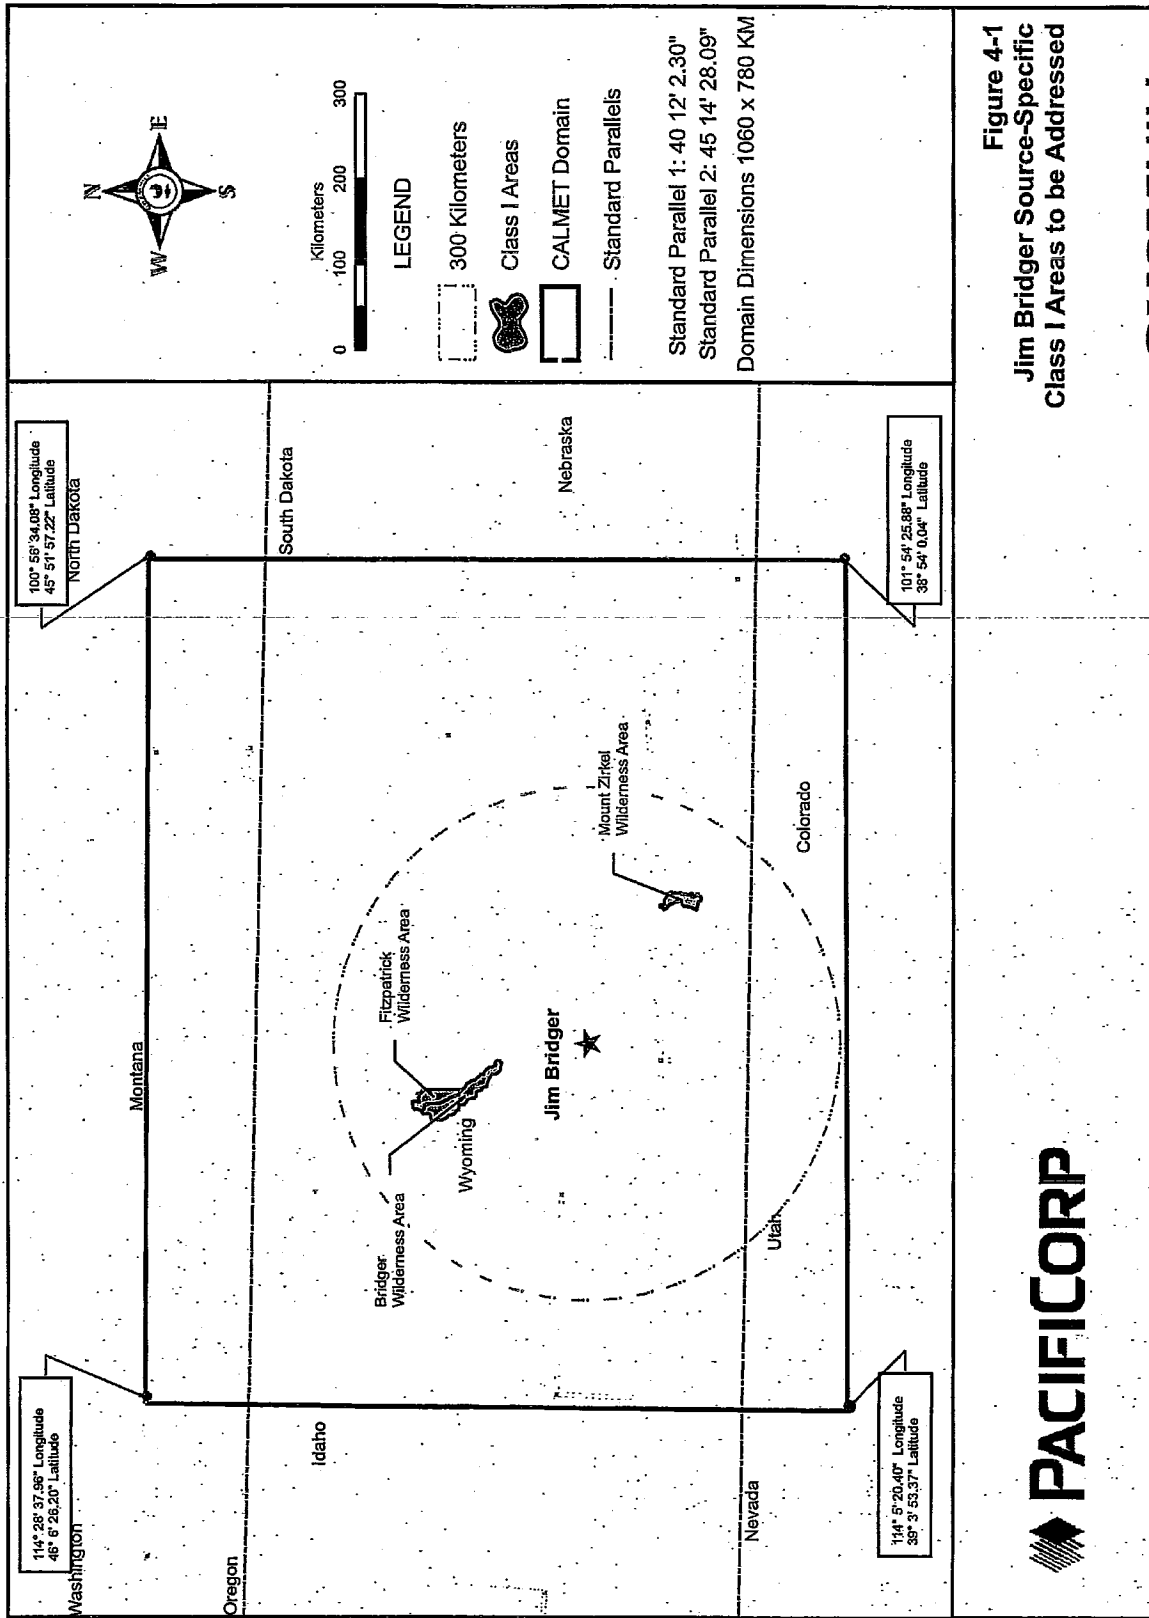 114° 28' 37.96" Longitude
46° 6' 26.20" Latitude
Washington
Oregon
Idaho
Nevada
114° 5' 20.40" Longitude
39° 3' 53.37" Latitude
Montana
Bridger
Wilderness Area
Fitzpatrick
Wilderness Area
Wyoming
Jim Bridger
Mount Zirkel
Wilderness Area
Utah
Colorado
100° 56' 34.08" Longitude
45° 51' 57.22" Latitude
North Dakota
South Dakota
Nebraska
101° 54' 25.88" Longitude
38° 54' 0.04" Latitude
N
W
E
S
Kilometers
0 100 200 300
LEGEND
300 Kilometers
Class I Areas
CALMET Domain
Standard Parallels
Standard Parallel 1: 40 12' 2.30"
Standard Parallel 2: 45 14' 28.09"
Domain Dimensions 1060 x 780 KM
PACIFICORP
Figure 4-1
Jim Bridger Source-Specific
Class I Areas to be Addressed